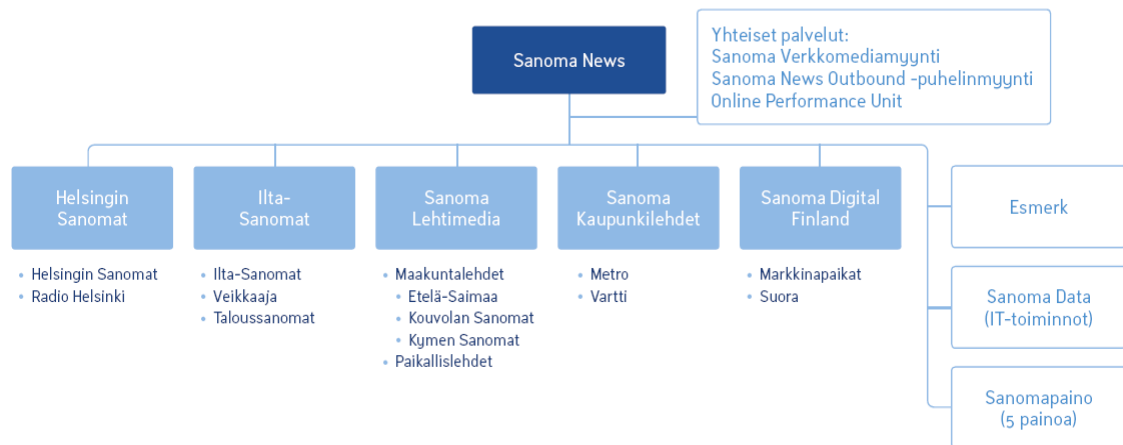 Sanoma News
Yhteiset palvelut:
Sanoma Verkkomediamyynti
Sanoma News Outbound -puhelinmyynti
Online Performance Unit
Helsingin
Sanomat
Ilta-
Sanomat
Sanoma
Lehtimedia
Sanoma
Kaupunkilehdet
Sanoma Digital
Finland
• Helsingin Sanomat
• Radio Helsinki
• Ilta-Sanomat
• Veikkaaja
• Taloussanomat
• Maakuntalehdet
• Etelä-Saimaa
• Kouvolan Sanomat
• Kymen Sanomat
• Paikallislehdet
• Metro
• Vartti
• Markkinapaikat
• Suora
Esmerk
Sanoma Data
(IT-toiminnot)
Sanomapaino
(5 painoa)